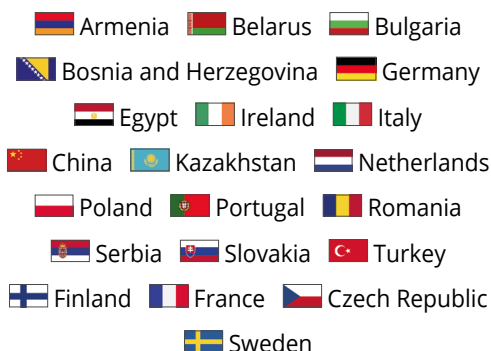 Armenia Belarus Bulgaria
Bosnia and Herzegovina Germany
Egypt Ireland Italy
China Kazakhstan Netherlands
Poland Portugal Romania
Serbia Slovakia Turkey
Finland France Czech Republic
Sweden